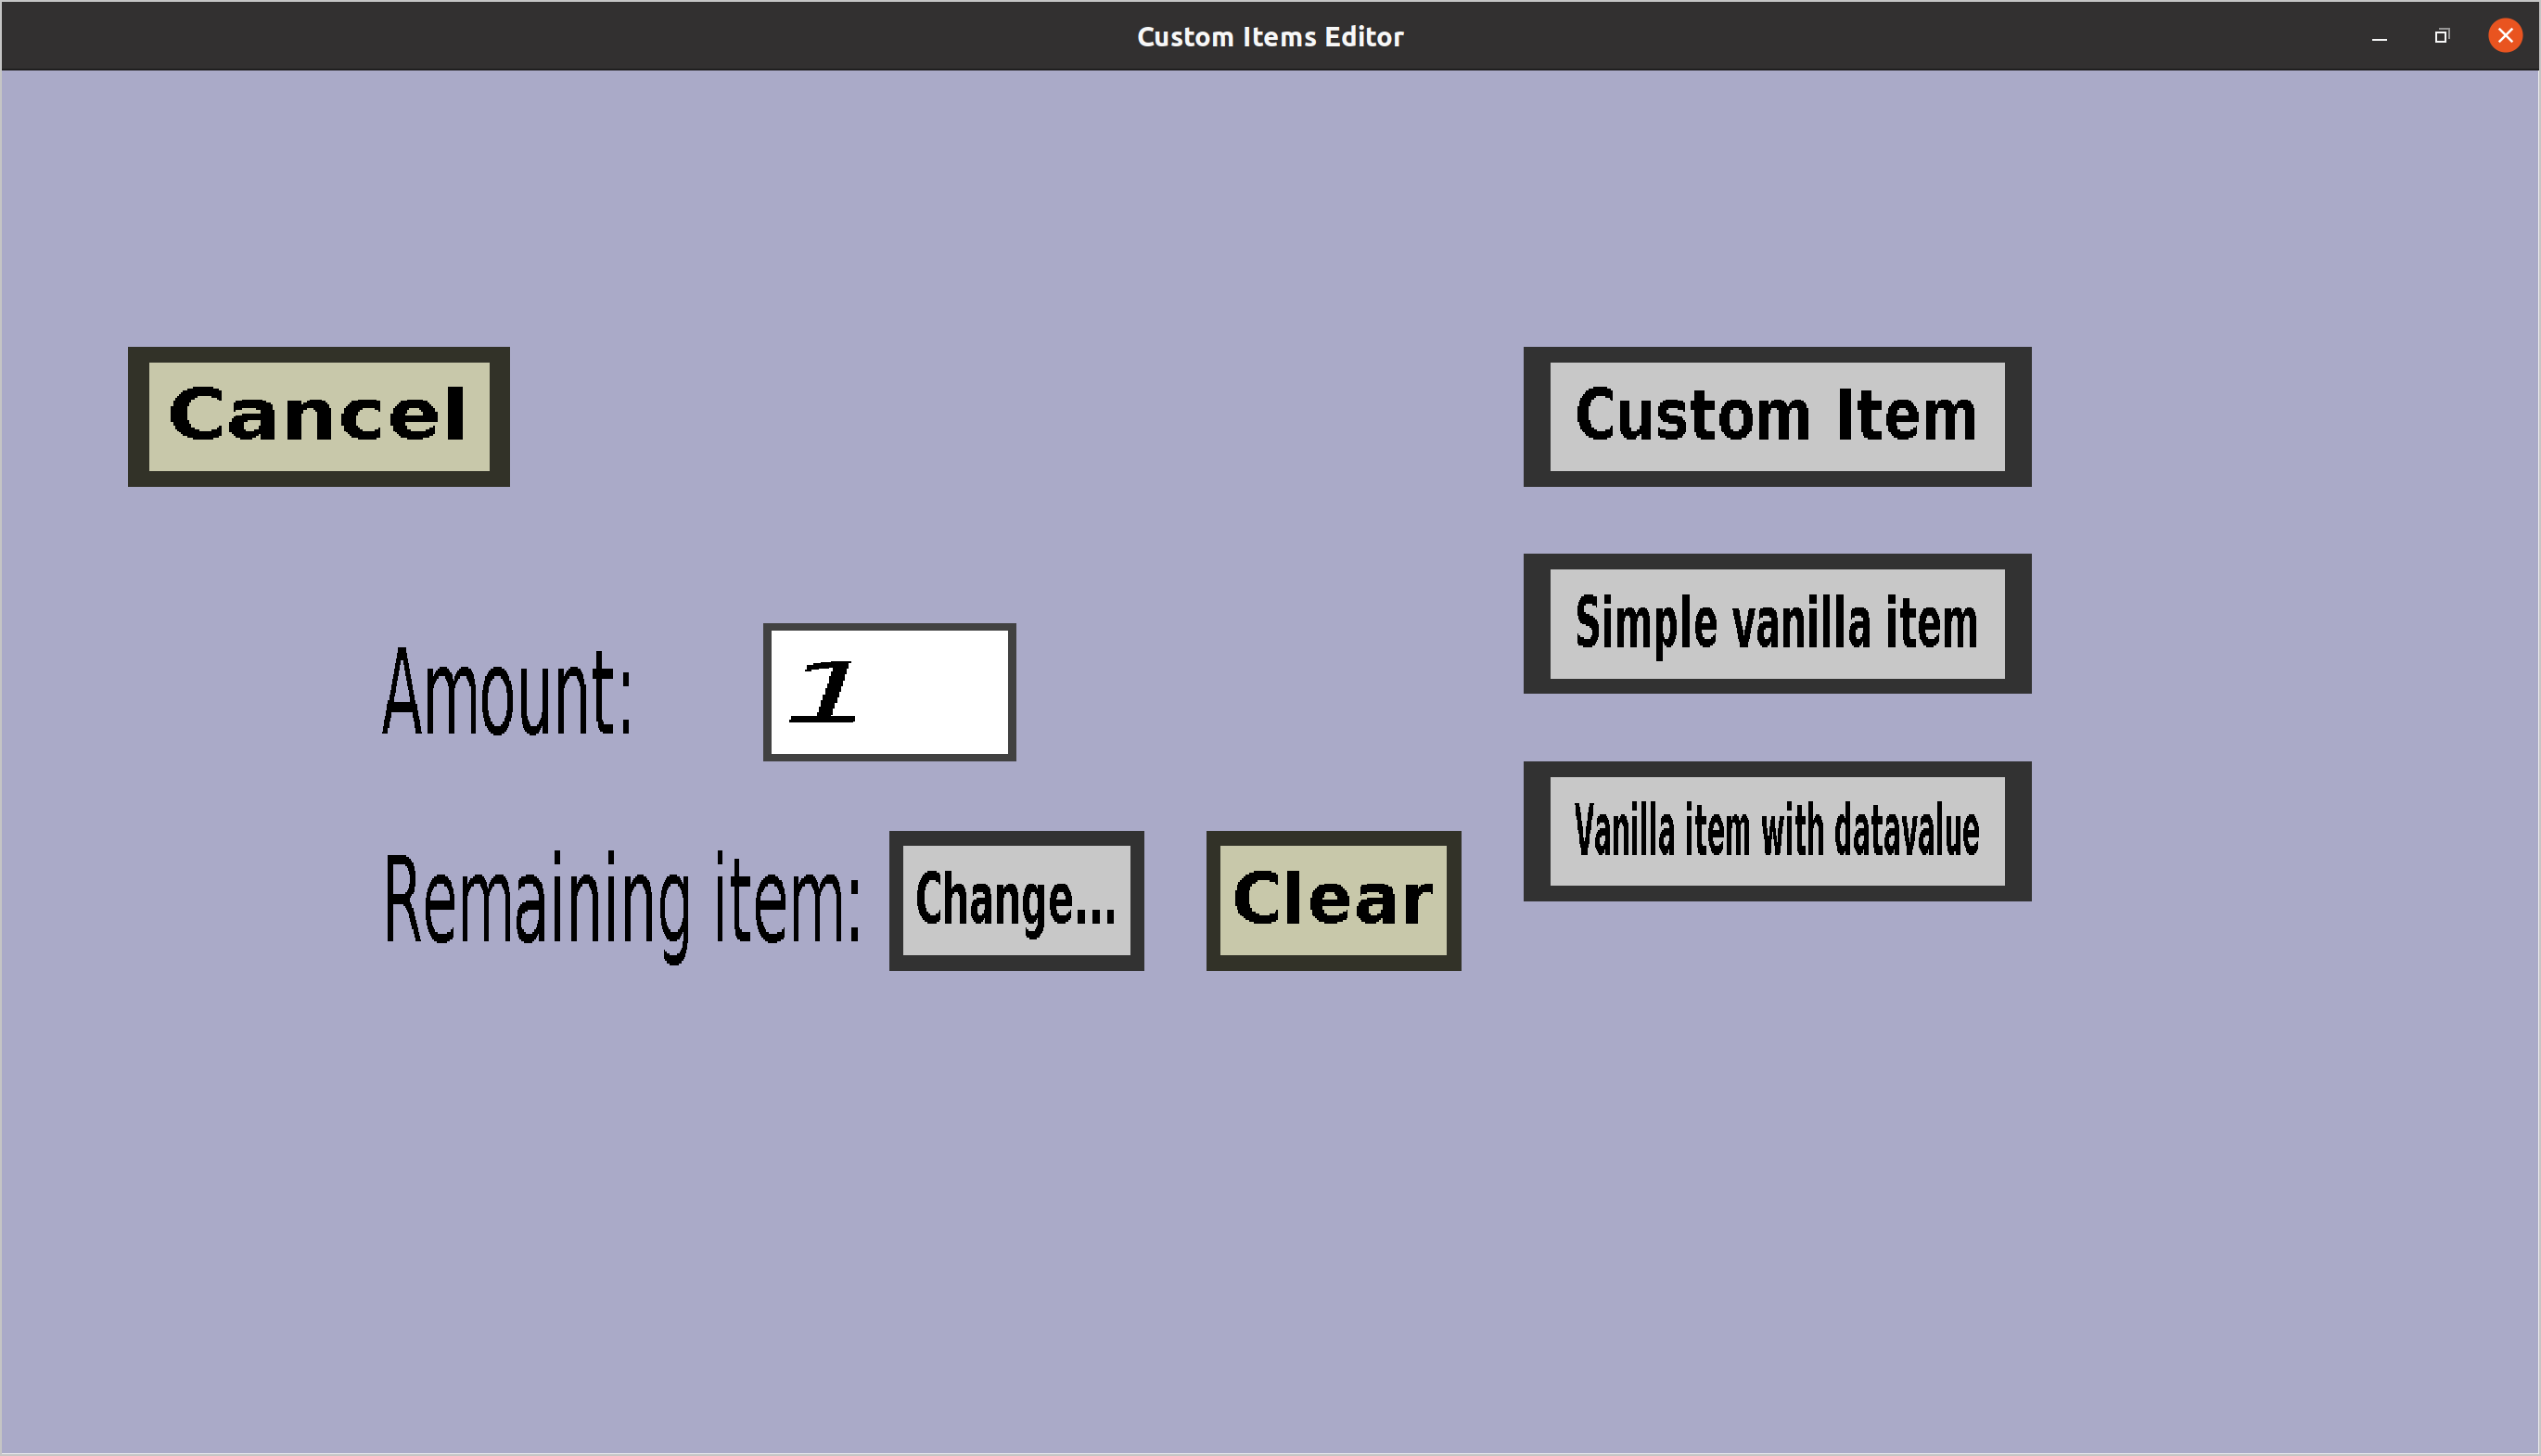 Custom Items Editor
Cancel
Custom Item
Simple vanilla item
Amount:
1
Vanilla item with datavalue
Remaining item:
Change...
Clear